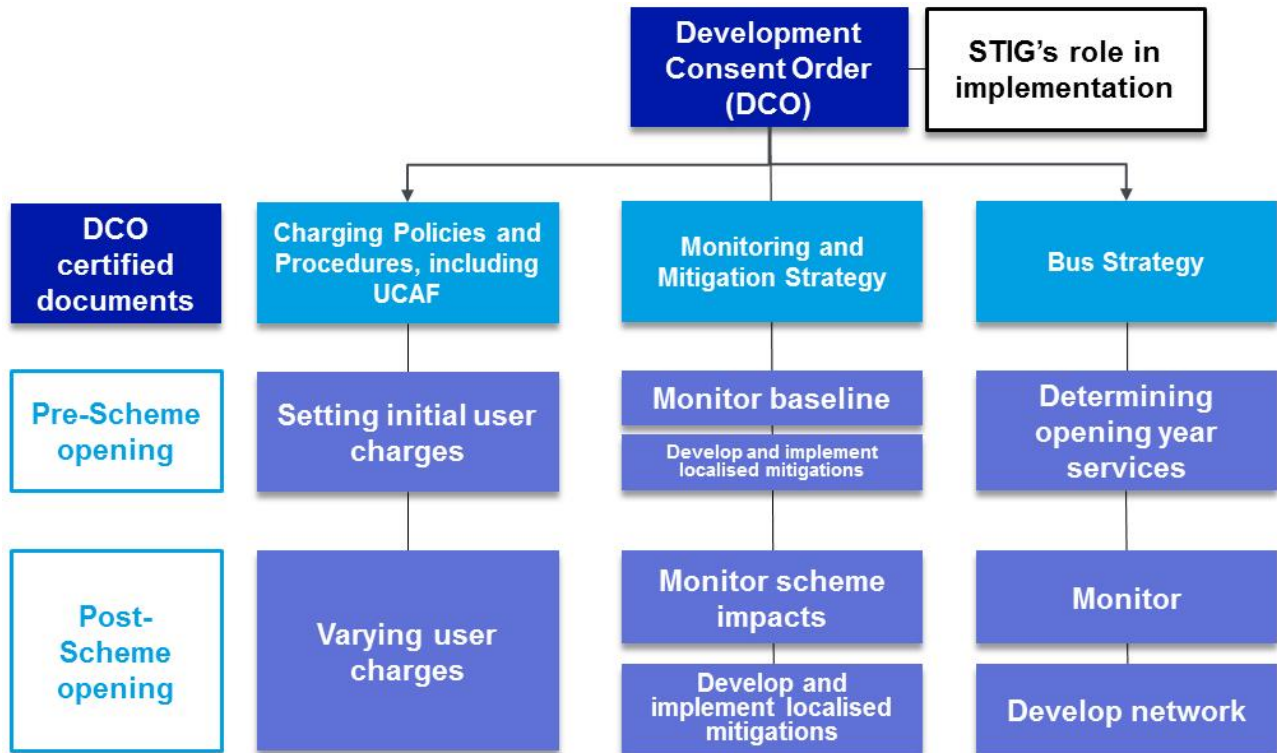 Development
Consent Order
(DCO)
STIG's role in
implementation
DCO
certified
documents
Charging Policies and
Procedures, including
UCAF
Monitoring and
Mitigation Strategy
Bus Strategy
Pre-Scheme
opening
Setting initial user
charges
Monitor baseline
Develop and implement
localised mitigations
Determining
opening year
services
Post-
Scheme
opening
Varying user
charges
Monitor scheme
impacts
Develop and
implement localised
mitigations
Monitor
Develop network